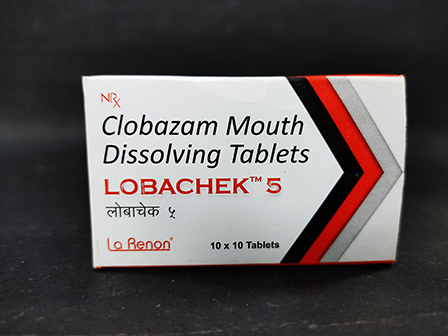 NRx
Clobazam Mouth
Dissolving Tablets
LOBACHEK™ 5
लोबाचेक ५
La Renon®
10 x 10 Tablets